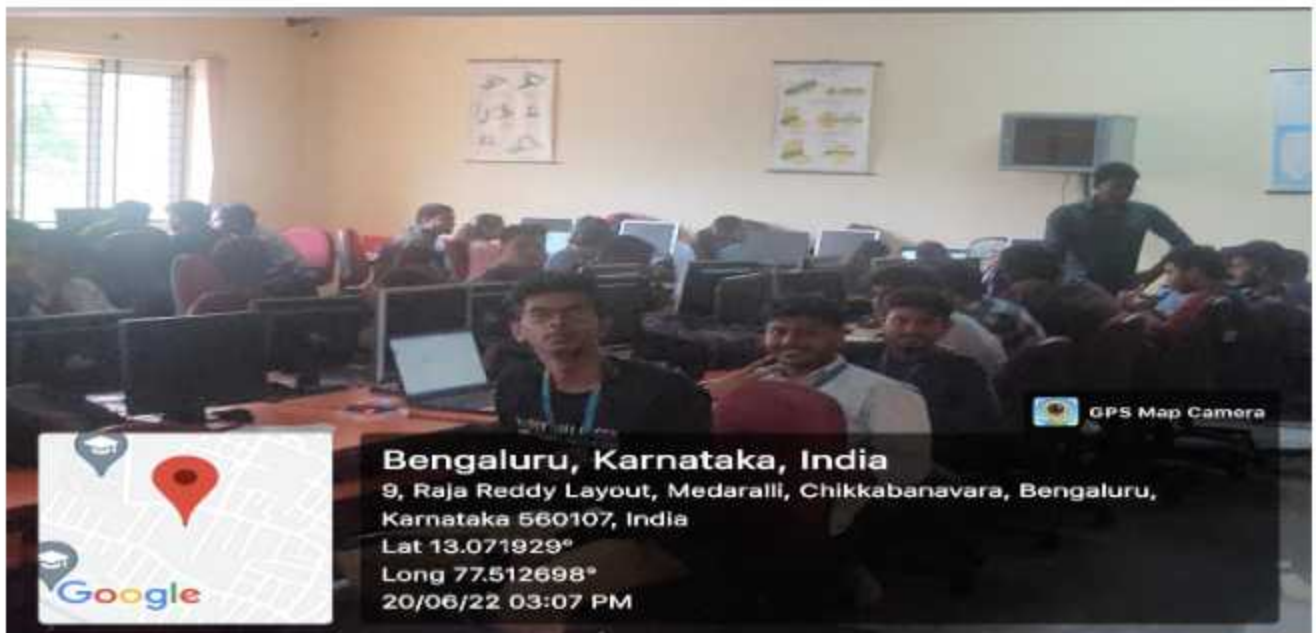 GPS Map Camera
Bengaluru, Karnataka, India
9, Raja Reddy Layout, Medaralli, Chikkabanavara, Bengaluru,
Karnataka 560107, India
Lat 13.071929°
Long 77.512698°
20/06/22 03:07 PM
Google